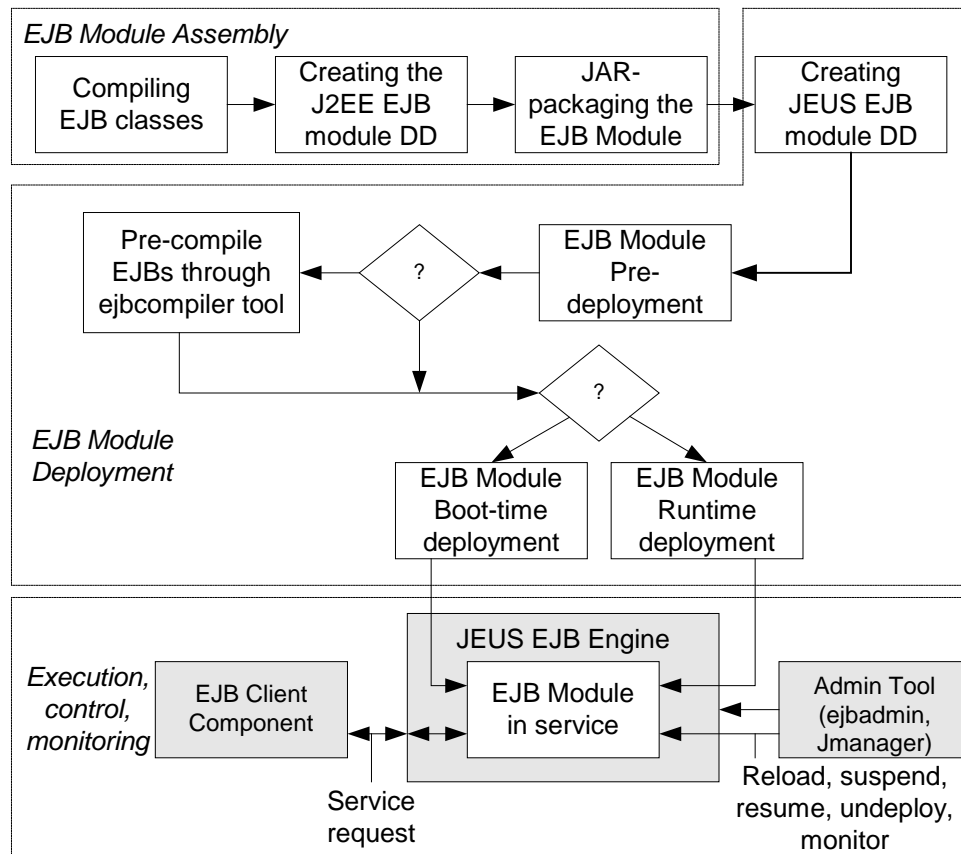 EJB Module Assembly
Compiling
EJB classes
Creating the
J2EE EJB
module DD
JAR-
packaging the
EJB Module
Creating
JEUS EJB
module DD
Pre-compile
EJBs through
ejbcompiler tool
?
EJB Module
Pre-
deployment
?
EJB Module
Deployment
EJB Module
Boot-time
deployment
EJB Module
Runtime
deployment
Execution,
control,
monitoring
EJB Client
Component
JEUS EJB Engine
EJB Module
in service
Admin Tool
(ejbadmin,
Jmanager)
Service
request
Reload, suspend,
resume, undeploy,
monitor